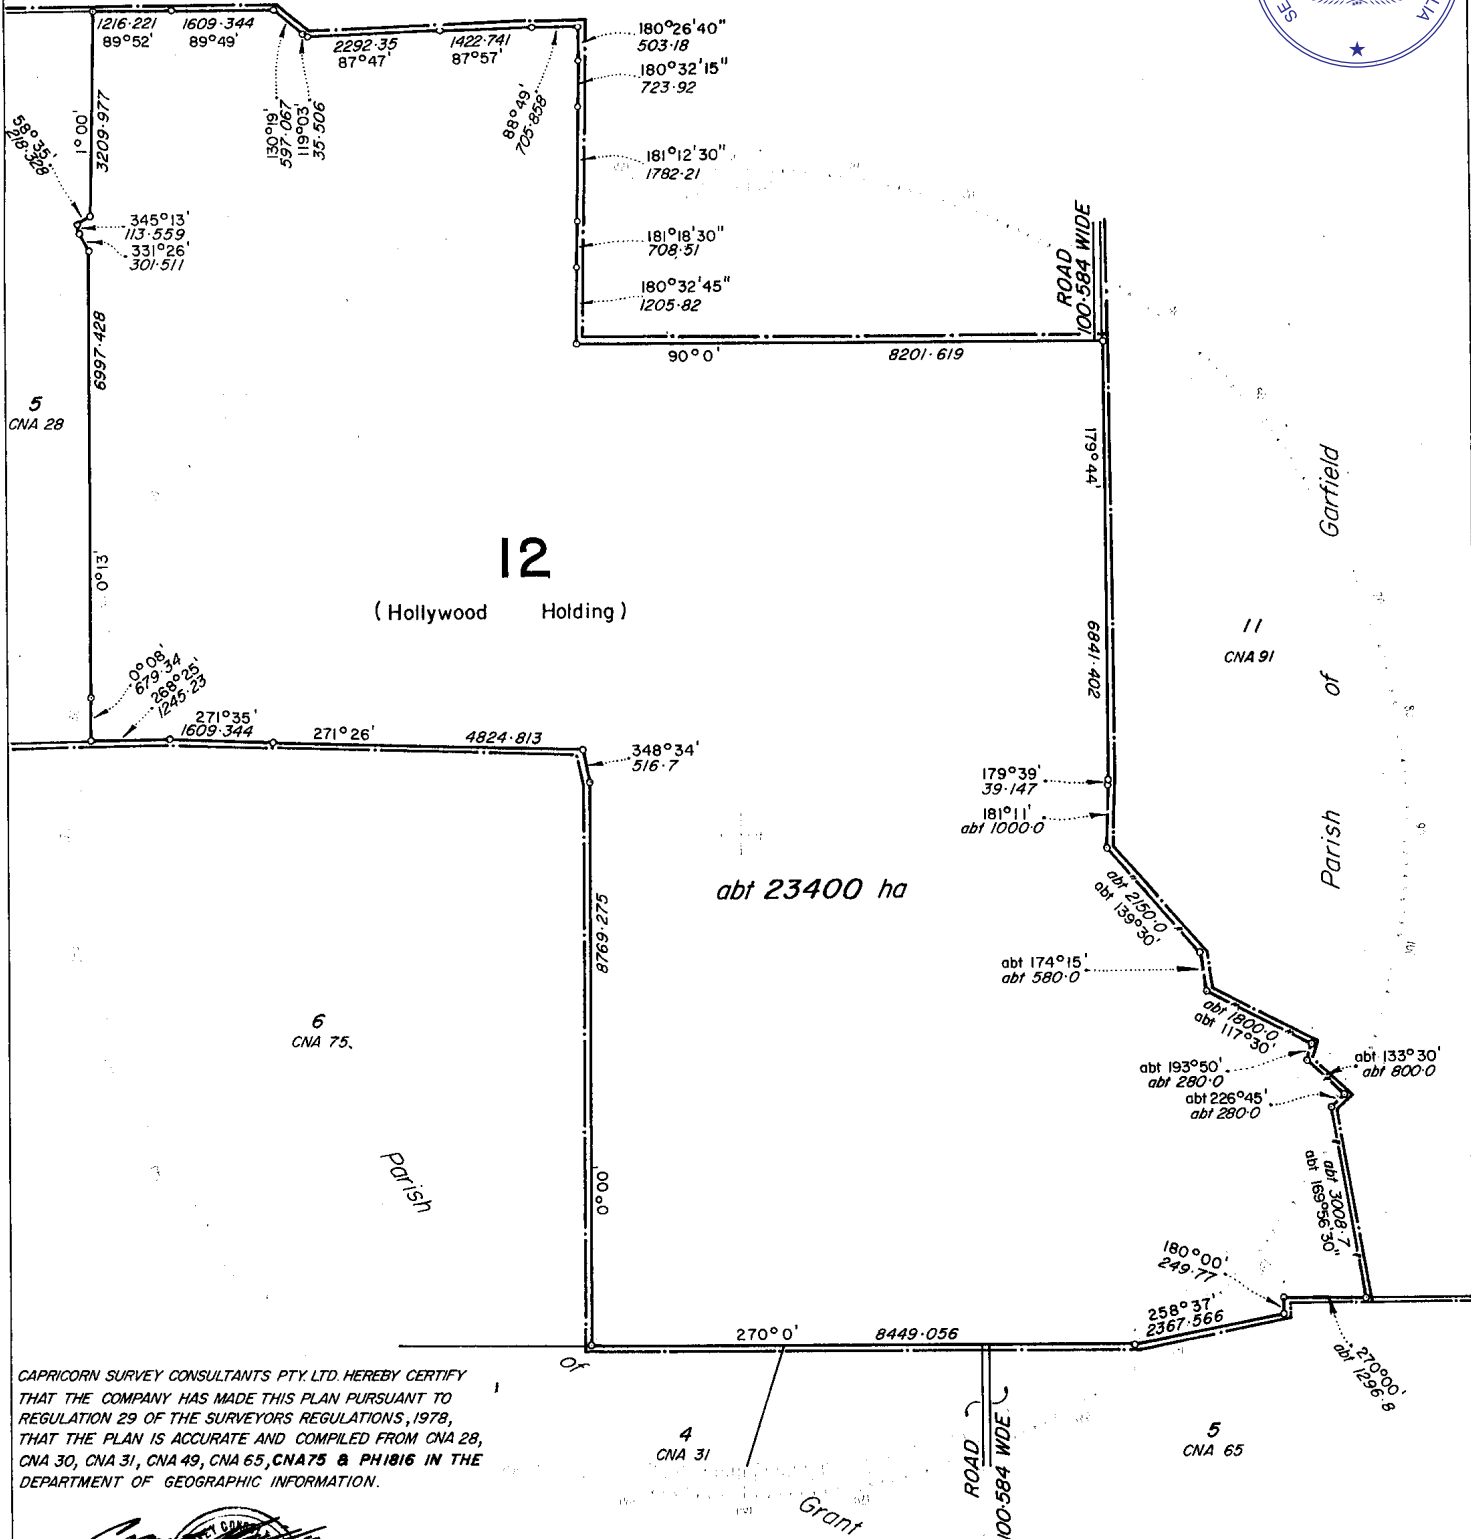 1216·221
89°52'
1609·344
89°49'
130°19'
597·067
119°03'
35·506
2292·35
87°47'
1422·741
87°57'
88°49'
705·858
180°26'40"
503·18
180°32'15"
723·92
181°12'30"
1782·21
181°18'30"
708·51
180°32'45"
1205·82
1°00'
3209·977
58°35'
218·328
345°13'
113·559
331°26'
301·511
6997·428
0°13'
5
CNA 28
ROAD
100·584 WIDE
90°0'
8201·619
179°44'
6841·402
12
(Hollywood Holding)
11
CNA 91
Parish of Garfield
0°08'
679·34
268°25'
1245·23
271°35'
1609·344
271°26'
4824·813
348°34'
516·7
179°39'
39·147
181°11'
abt 1000·0
abt 2150·0
abt 139°30'
abt 23400 ha
8769·275
0°00'
abt 174°15'
abt 580·0
abt 1800·0
abt 117°30'
abt 193°50'
abt 280·0
abt 133°30'
abt 800·0
abt 226°45'
abt 280·0
abt 3008·7
abt 169°56'30"
6
CNA 75
Parish
of
Grant
180°00'
249·77
258°37'
2367·566
270°0'
8449·056
270°00'
abt 1296·8
4
CNA 31
ROAD
100·584 WDE
5
CNA 65
CAPRICORN SURVEY CONSULTANTS PTY. LTD. HEREBY CERTIFY
THAT THE COMPANY HAS MADE THIS PLAN PURSUANT TO
REGULATION 29 OF THE SURVEYORS REGULATIONS, 1978,
THAT THE PLAN IS ACCURATE AND COMPILED FROM CNA 28,
CNA 30, CNA 31, CNA 49, CNA 65, CNA75 & PH1816 IN THE
DEPARTMENT OF GEOGRAPHIC INFORMATION.